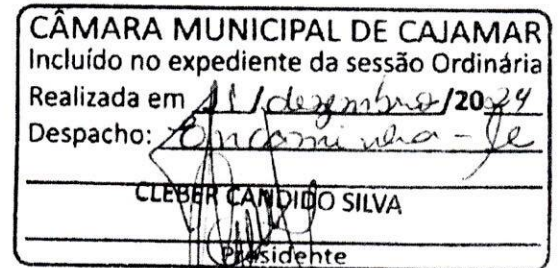 CÂMARA MUNICIPAL DE CAJAMAR
Incluído no expediente da sessão Ordinária
Realizada em 11/dezembro/2024
Despacho: Encaminha-se
CLEBER CANDIDO SILVA
Presidente